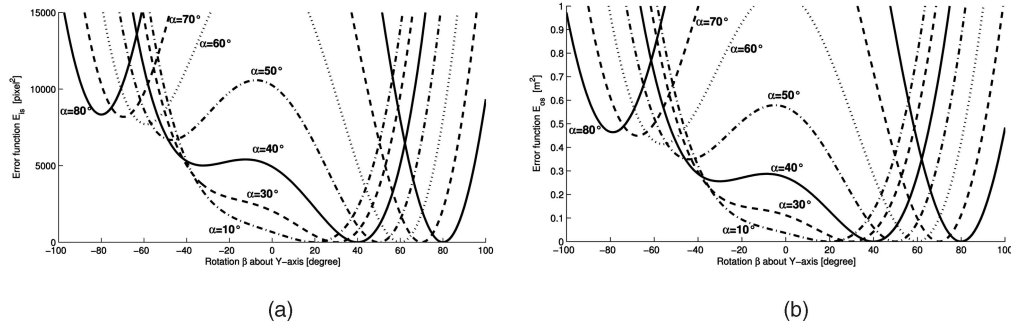 15000
10000
5000
0
Error function E_is [pixel²]
α=70°
α=60°
α=50°
α=80°
α=40°
α=30°
α=10°
−100 −80 −60 −40 −20 0 20 40 60 80 100
Rotation β about Y−axis [degree]
(a)
1
0.9
0.8
0.7
0.6
0.5
0.4
0.3
0.2
0.1
0
Error function E_os [m²]
α=70°
α=60°
α=50°
α=80°
α=40°
α=30°
α=10°
−100 −80 −60 −40 −20 0 20 40 60 80 100
Rotation β about Y−axis [degree]
(b)